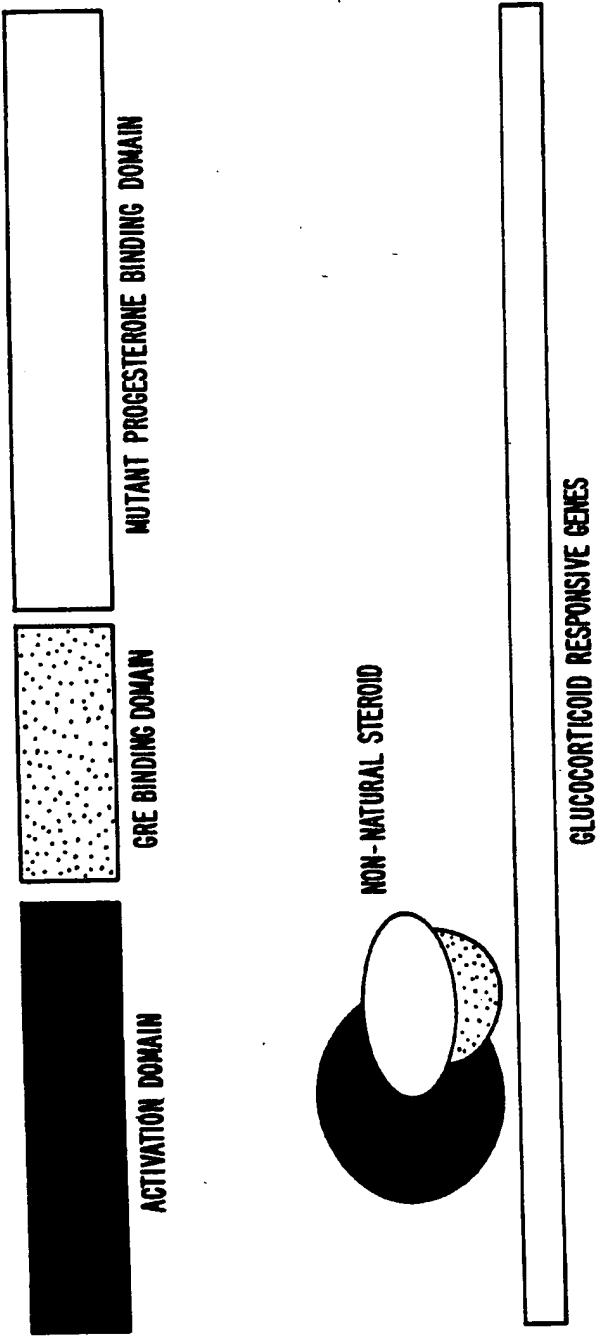 ACTIVATION DOMAIN
GRE BINDING DOMAIN
MUTANT PROGESTERONE BINDING DOMAIN
NON-NATURAL STEROID
GLUCOCORTICOID RESPONSIVE GENES